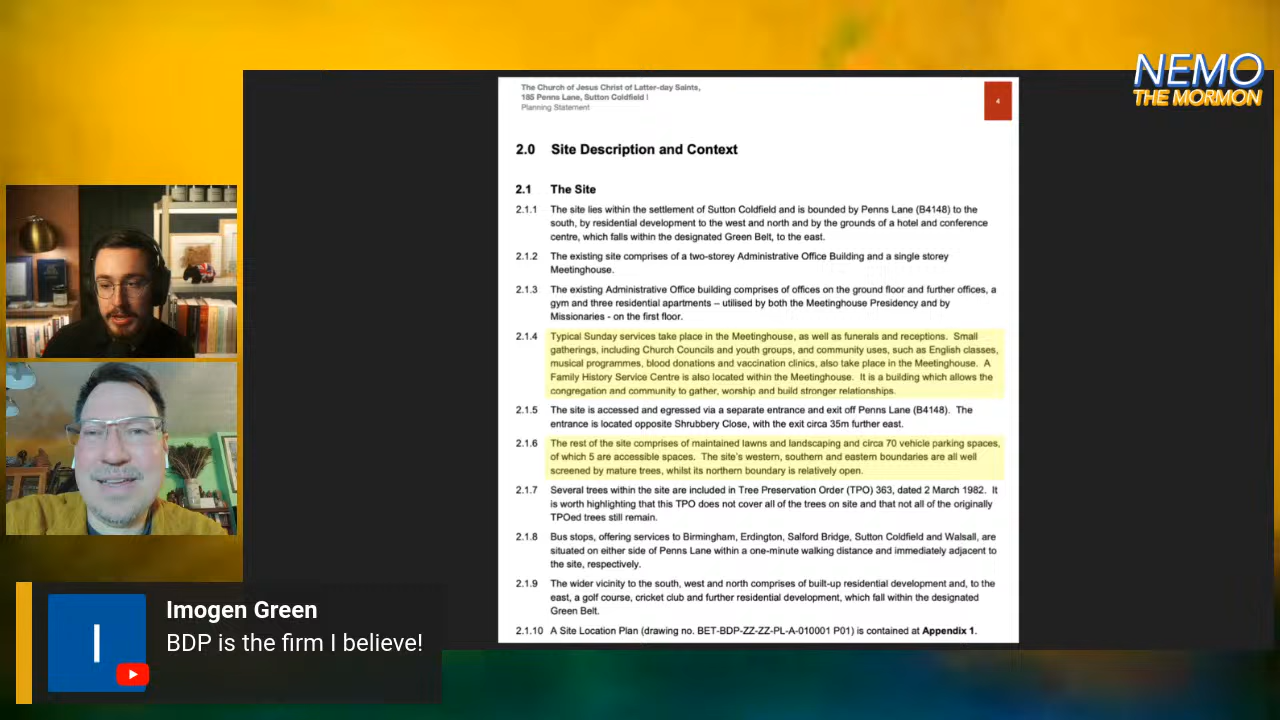 NEMO
THE MORMON
The Church of Jesus Christ of Latter-day Saints,
185 Penns Lane, Sutton Coldfield |
Planning Statement
4
2.0 Site Description and Context
2.1 The Site
2.1.1 The site lies within the settlement of Sutton Coldfield and is bounded by Penns Lane (B4148) to the
south, by residential development to the west and north and by the grounds of a hotel and conference
centre, which falls within the designated Green Belt, to the east.
2.1.2 The existing site comprises of a two-storey Administrative Office Building and a single storey
Meetinghouse.
2.1.3 The existing Administrative Office building comprises of offices on the ground floor and further offices, a
gym and three residential apartments – utilised by both the Meetinghouse Presidency and by
Missionaries - on the first floor.
2.1.4 Typical Sunday services take place in the Meetinghouse, as well as funerals and receptions. Small
gatherings, including Church Councils and youth groups, and community uses, such as English classes,
musical programmes, blood donations and vaccination clinics, also take place in the Meetinghouse. A
Family History Service Centre is also located within the Meetinghouse. It is a building which allows the
congregation and community to gather, worship and build stronger relationships.
2.1.5 The site is accessed and egressed via a separate entrance and exit off Penns Lane (B4148). The
entrance is located opposite Shrubbery Close, with the exit circa 35m further east.
2.1.6 The rest of the site comprises of maintained lawns and landscaping and circa 70 vehicle parking spaces,
of which 5 are accessible spaces. The site's western, southern and eastern boundaries are all well
screened by mature trees, whilst its northern boundary is relatively open.
2.1.7 Several trees within the site are included in Tree Preservation Order (TPO) 363, dated 2 March 1982. It
is worth highlighting that this TPO does not cover all of the trees on site and that not all of the originally
TPOed trees still remain.
2.1.8 Bus stops, offering services to Birmingham, Erdington, Salford Bridge, Sutton Coldfield and Walsall, are
situated on either side of Penns Lane within a one-minute walking distance and immediately adjacent to
the site, respectively.
2.1.9 The wider vicinity to the south, west and north comprises of built-up residential development and, to the
east, a golf course, cricket club and further residential development, which fall within the designated
Green Belt.
2.1.10 A Site Location Plan (drawing no. BET-BDP-ZZ-ZZ-PL-A-010001 P01) is contained at Appendix 1.
I
Imogen Green
BDP is the firm I believe!